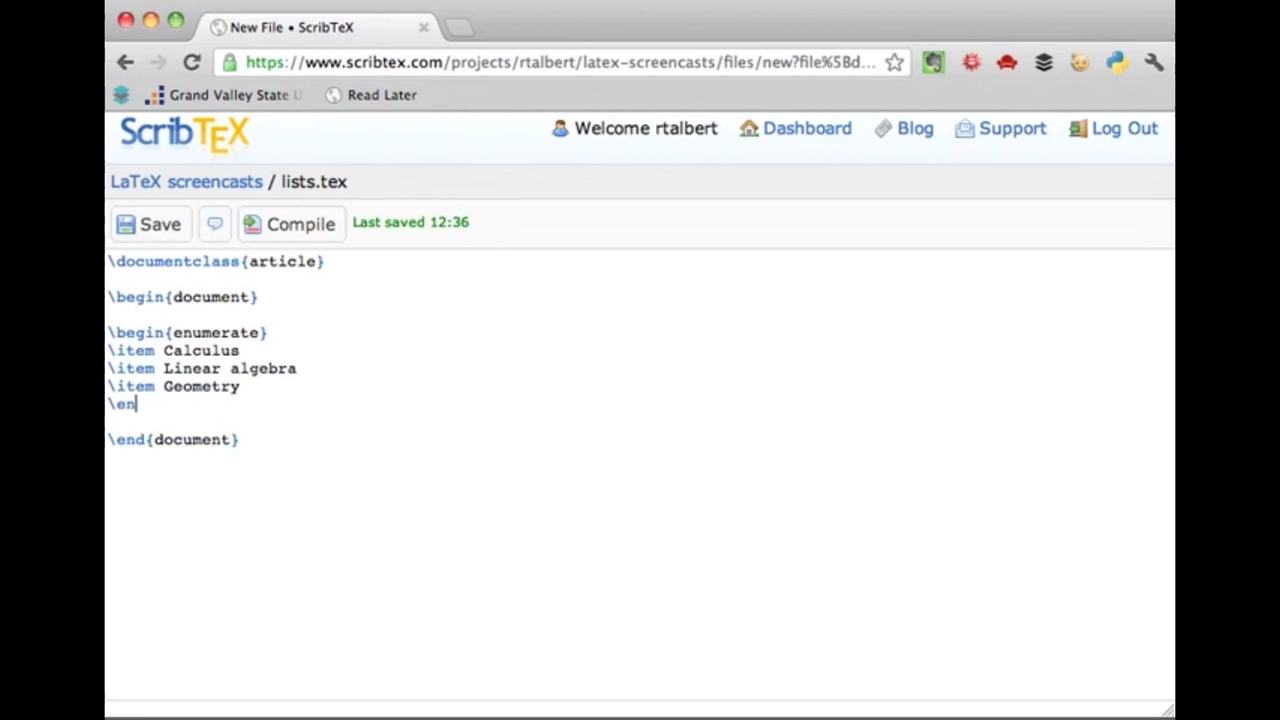 New File • ScribTeX
https://www.scribtex.com/projects/rtalbert/latex-screencasts/files/new?file%5Bd...
Grand Valley State U
Read Later
ScribTEX
Welcome rtalbert
Dashboard
Blog
Support
Log Out
LaTeX screencasts / lists.tex
Save
Compile
Last saved 12:36
\documentclass{article}
\begin{document}
\begin{enumerate}
\item Calculus
\item Linear algebra
\item Geometry
\en
\end{document}